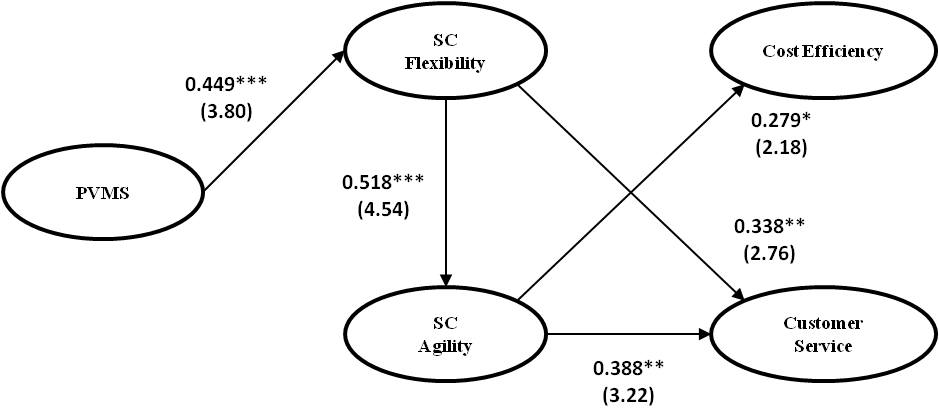 SC
Flexibility
Cost Efficiency
0.449***
(3.80)
0.279*
(2.18)
PVMS
0.518***
(4.54)
0.338**
(2.76)
SC
Agility
Customer
Service
0.388**
(3.22)